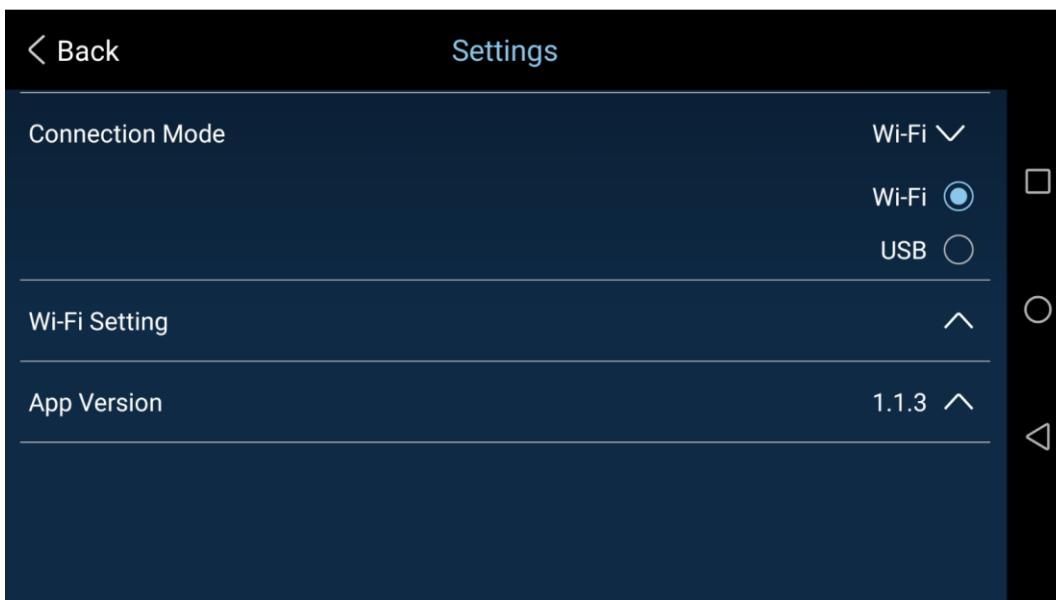 Back
Settings
Connection Mode
Wi-Fi
Wi-Fi
USB
Wi-Fi Setting
App Version
1.1.3